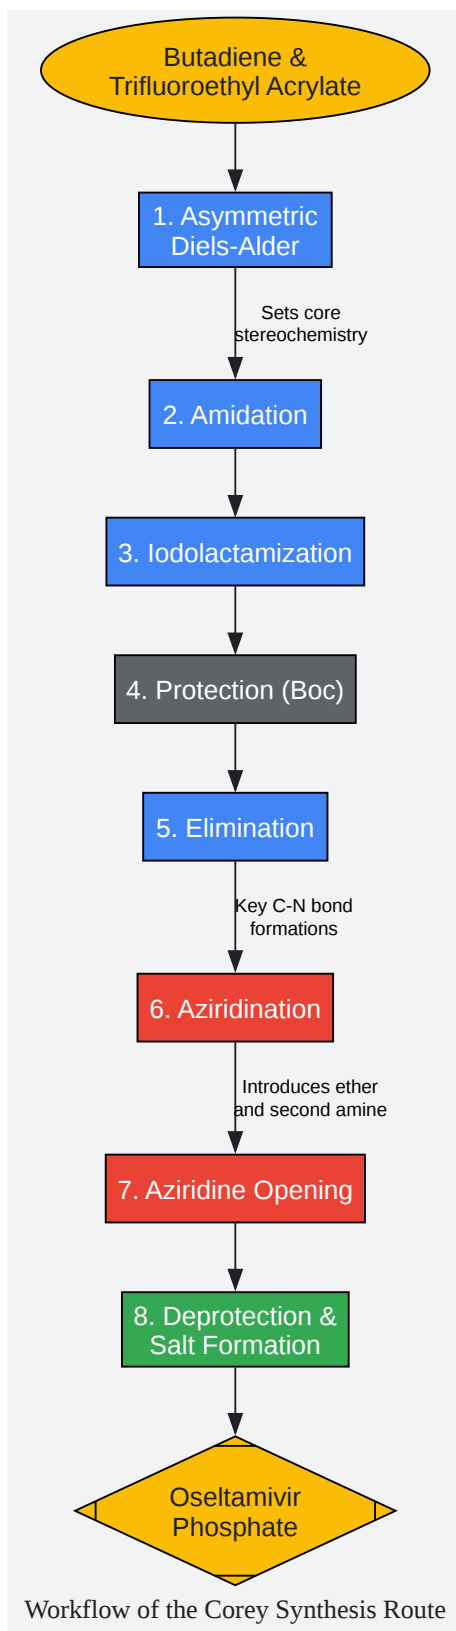 Butadiene &
Trifluoroethyl Acrylate
1. Asymmetric
Diels-Alder
Sets core
stereochemistry
2. Amidation
3. Iodolactamization
4. Protection (Boc)
5. Elimination
Key C-N bond
formations
6. Aziridination
Introduces ether
and second amine
7. Aziridine Opening
8. Deprotection &
Salt Formation
Oseltamivir
Phosphate
Workflow of the Corey Synthesis Route